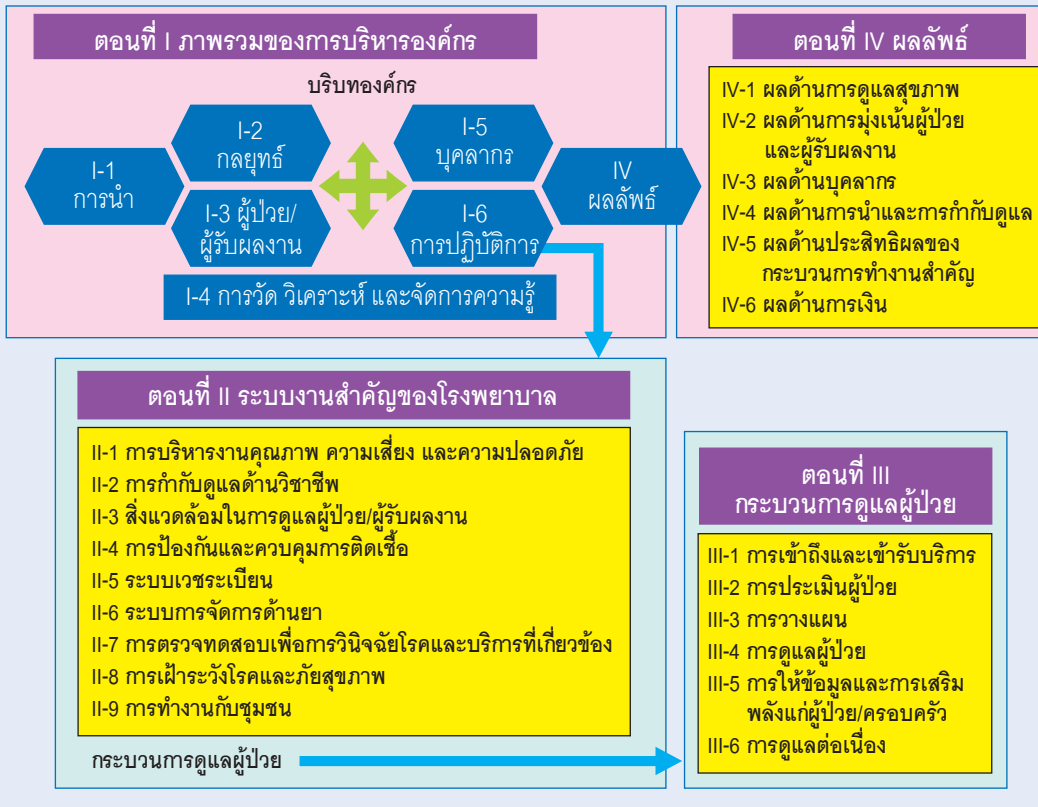 ตอนที่ I ภาพรวมของการบริหารองค์กร
บริบทองค์กร
I-1
การนำ
I-2
กลยุทธ์
I-3 ผู้ป่วย/
ผู้รับผลงาน
I-5
บุคลากร
I-6
การปฏิบัติการ
IV
ผลลัพธ์
I-4 การวัด วิเคราะห์ และจัดการความรู้
ตอนที่ IV ผลลัพธ์
IV-1 ผลด้านการดูแลสุขภาพ
IV-2 ผลด้านการมุ่งเน้นผู้ป่วย
และผู้รับผลงาน
IV-3 ผลด้านบุคลากร
IV-4 ผลด้านการนำและการกำกับดูแล
IV-5 ผลด้านประสิทธิผลของ
กระบวนการทำงานสำคัญ
IV-6 ผลด้านการเงิน
ตอนที่ II ระบบงานสำคัญของโรงพยาบาล
II-1 การบริหารงานคุณภาพ ความเสี่ยง และความปลอดภัย
II-2 การกำกับดูแลด้านวิชาชีพ
II-3 สิ่งแวดล้อมในการดูแลผู้ป่วย/ผู้รับผลงาน
II-4 การป้องกันและควบคุมการติดเชื้อ
II-5 ระบบเวชระเบียน
II-6 ระบบการจัดการด้านยา
II-7 การตรวจทดสอบเพื่อการวินิจฉัยโรคและบริการที่เกี่ยวข้อง
II-8 การเฝ้าระวังโรคและภัยสุขภาพ
II-9 การทำงานกับชุมชน
กระบวนการดูแลผู้ป่วย
ตอนที่ III
กระบวนการดูแลผู้ป่วย
III-1 การเข้าถึงและเข้ารับบริการ
III-2 การประเมินผู้ป่วย
III-3 การวางแผน
III-4 การดูแลผู้ป่วย
III-5 การให้ข้อมูลและการเสริม
พลังแก่ผู้ป่วย/ครอบครัว
III-6 การดูแลต่อเนื่อง